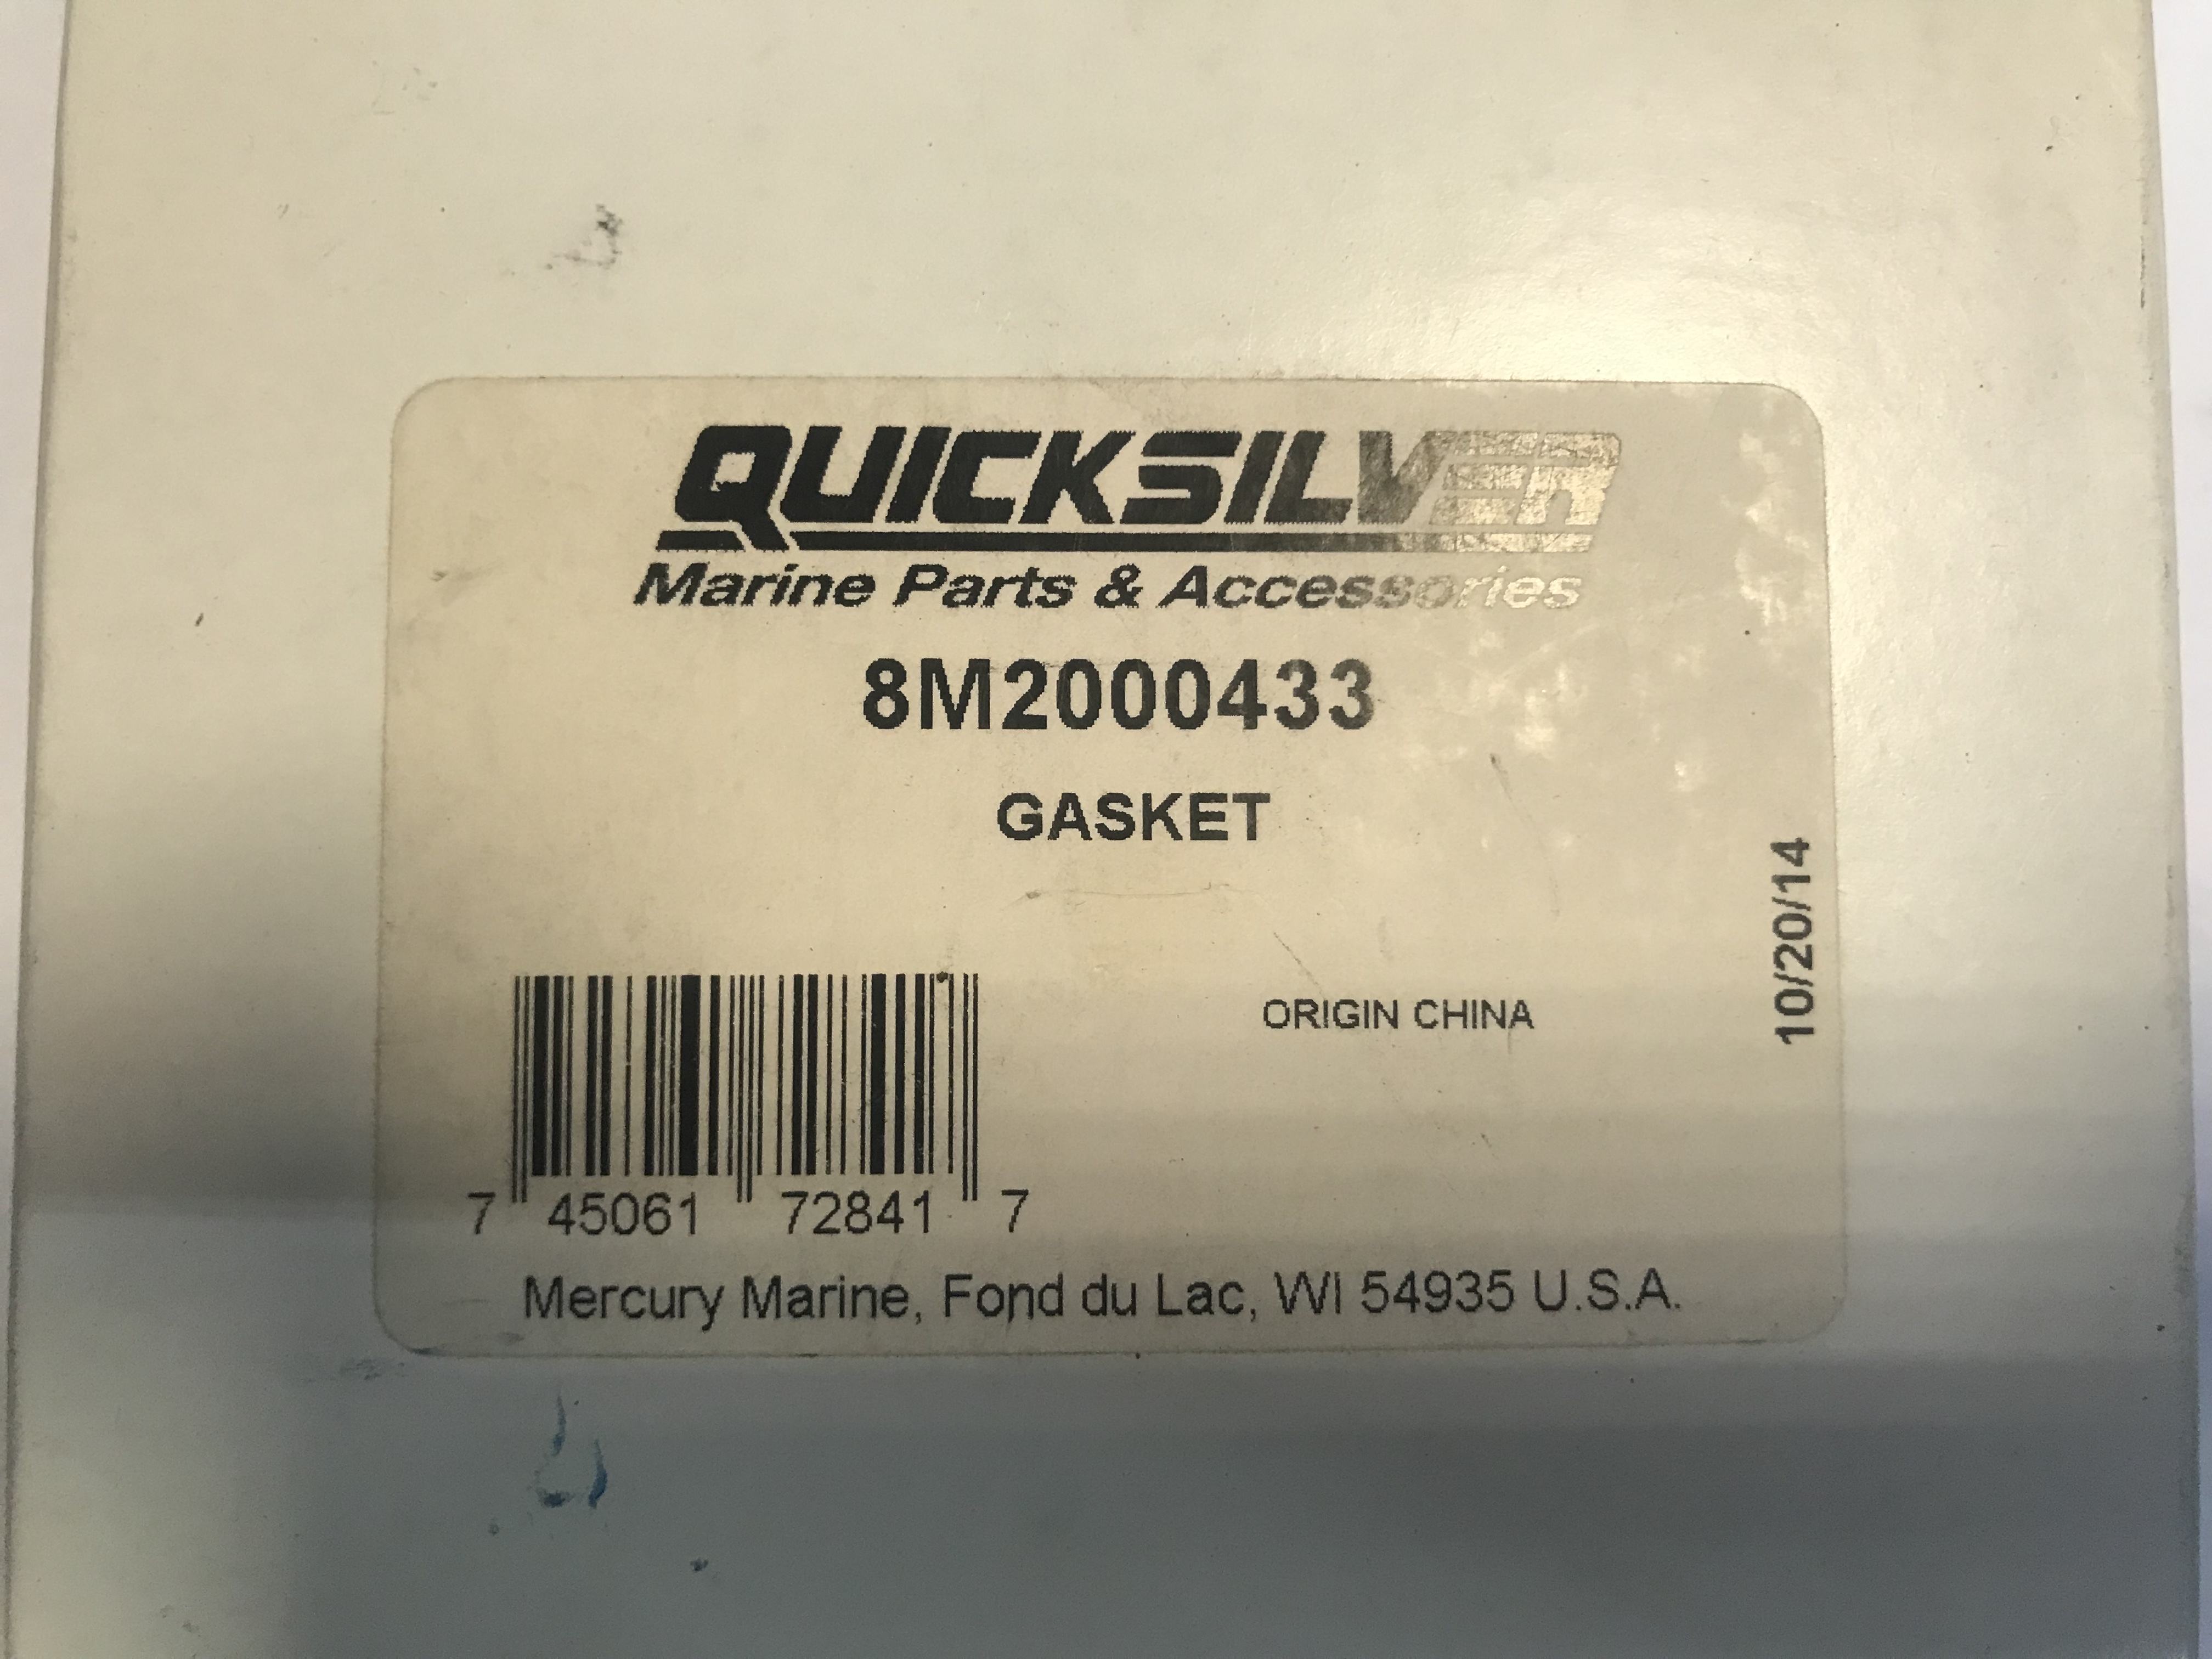 QUICKSILVER
Marine Parts & Accessories
8M2000433
GASKET
10/20/14
ORIGIN CHINA
7 45061 72841 7
Mercury Marine, Fond du Lac, WI 54935 U.S.A.